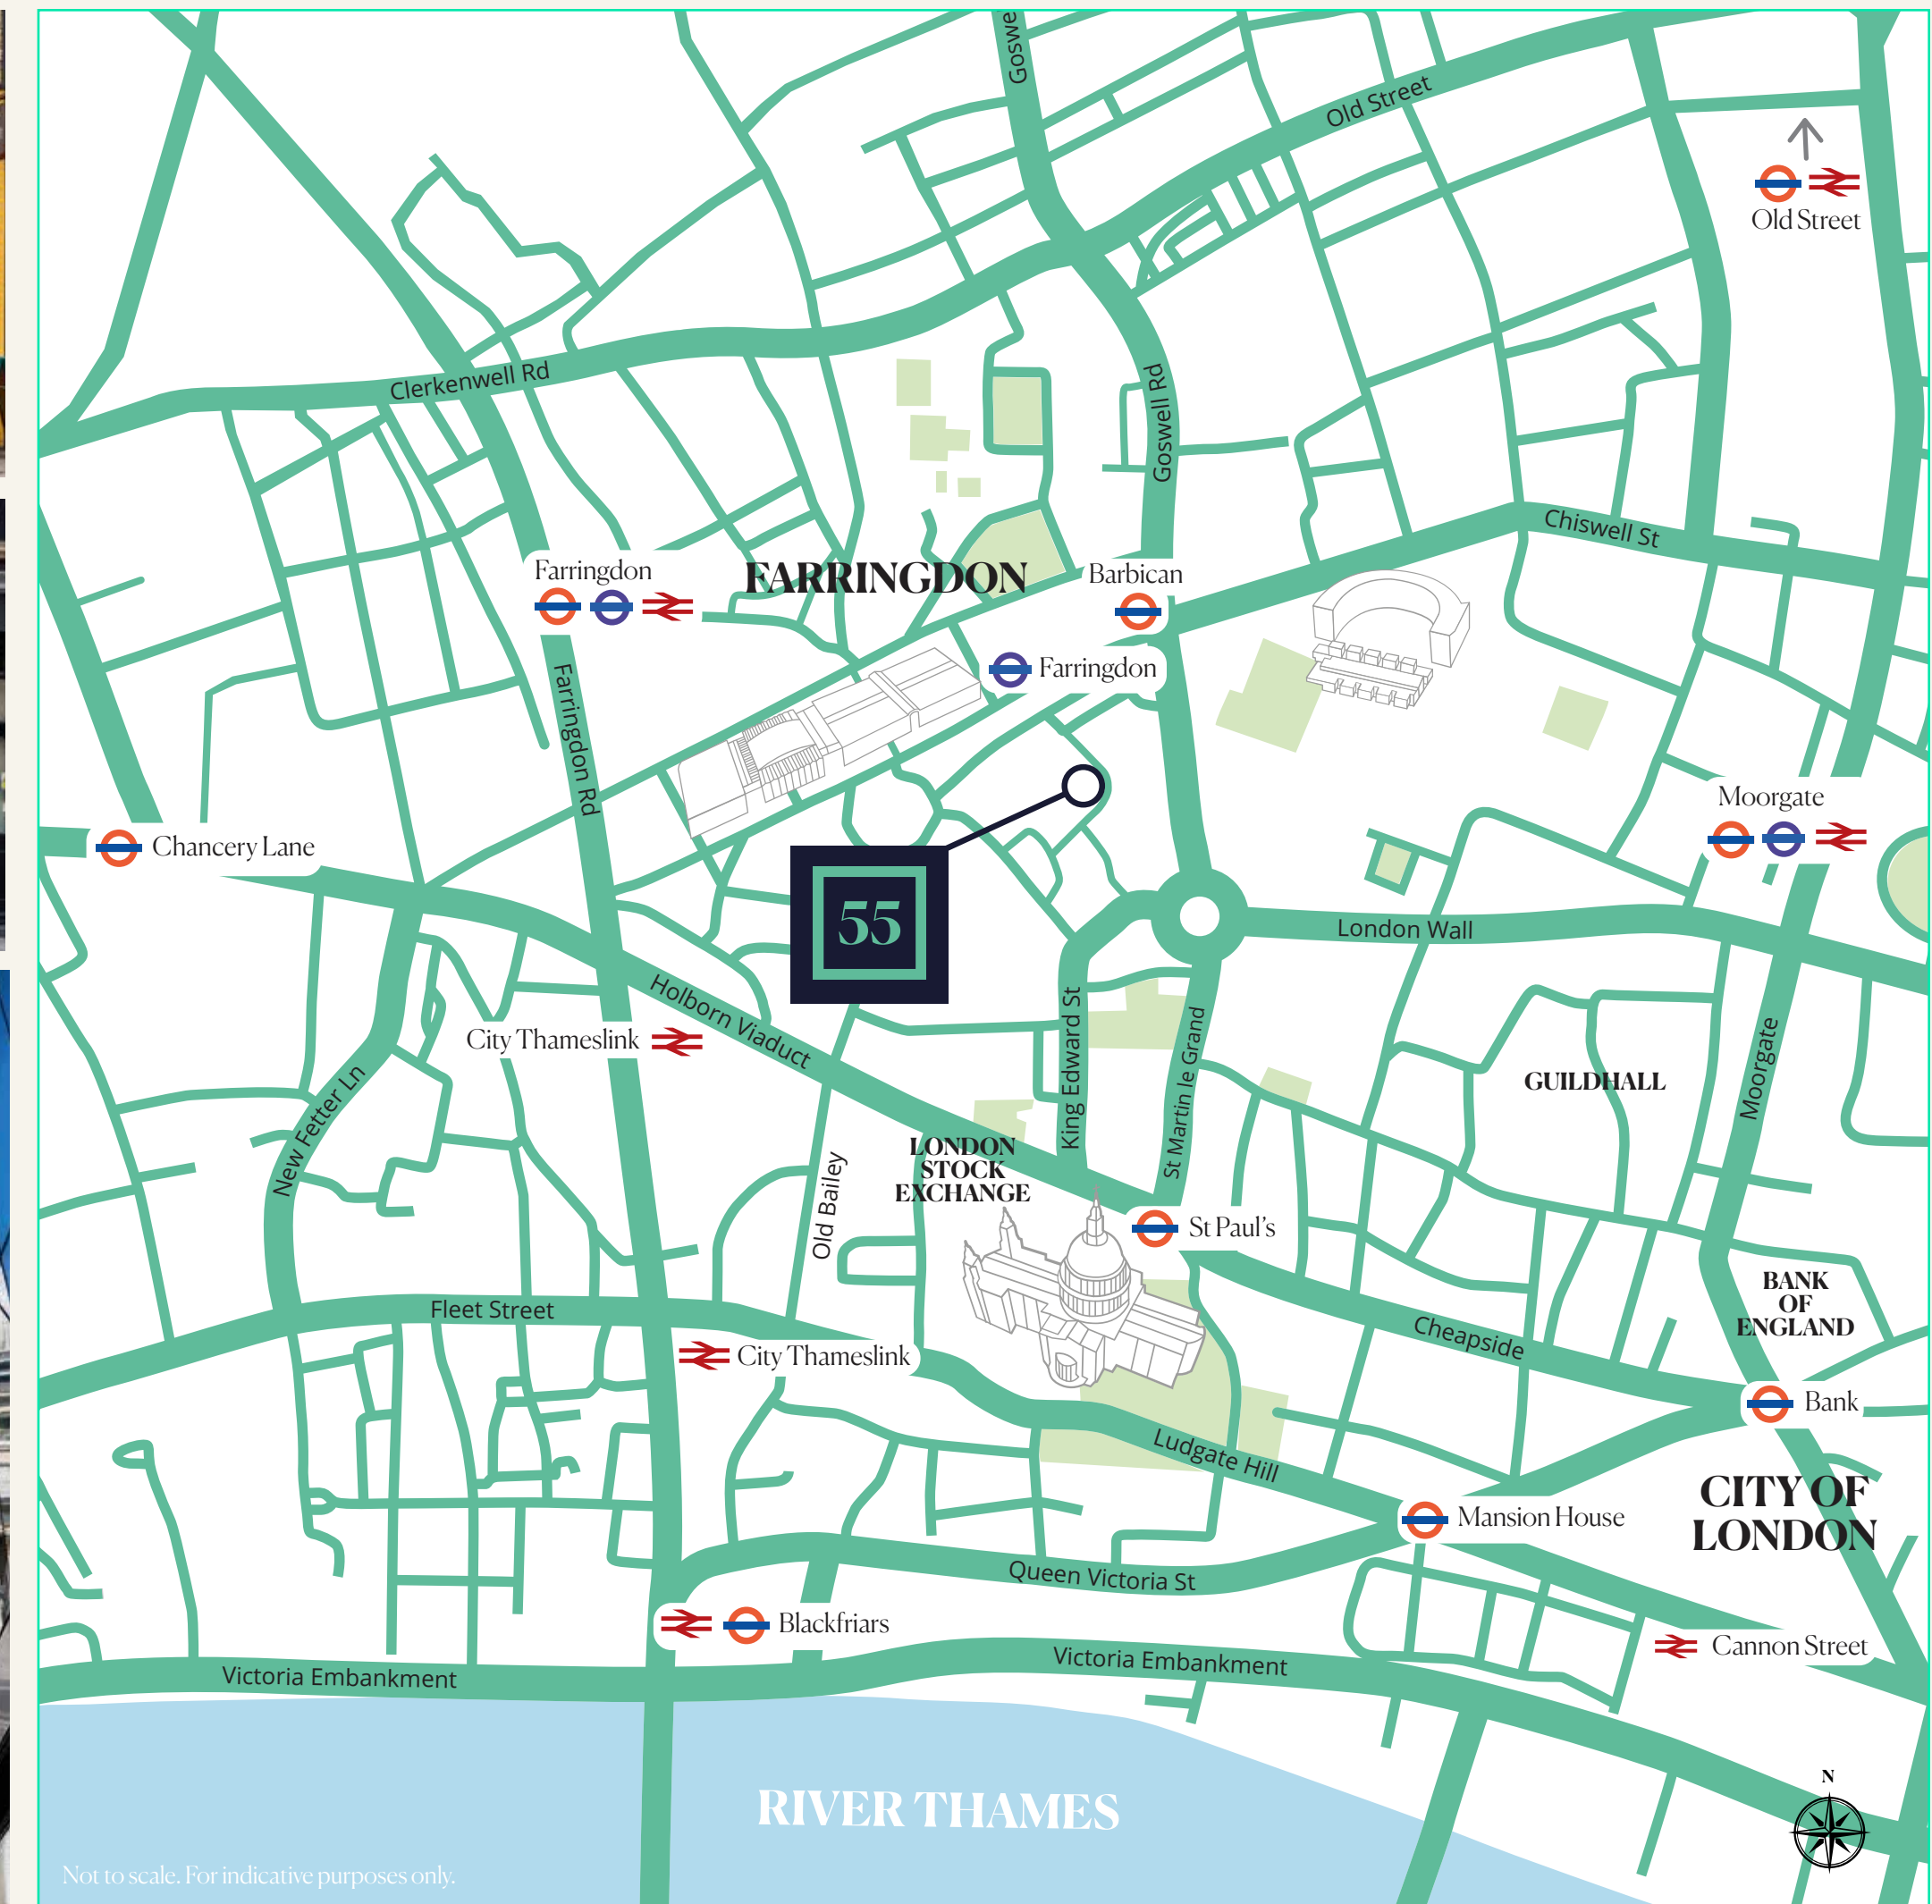 Goswe
Old Street
Old Street
Clerkenwell Rd
Goswell Rd
Chiswell St
Farringdon
FARRINGDON
Barbican
Farringdon
Farringdon Rd
Moorgate
Chancery Lane
55
London Wall
Holborn Viaduct
City Thameslink
King Edward St
St Martin le Grand
Moorgate
GUILDHALL
New Fetter Ln
LONDON
STOCK
EXCHANGE
Old Bailey
St Paul's
BANK
OF
ENGLAND
Fleet Street
Cheapside
City Thameslink
Bank
Ludgate Hill
CITY OF
LONDON
Mansion House
Queen Victoria St
Blackfriars
Cannon Street
Victoria Embankment
Victoria Embankment
N
RIVER THAMES
Not to scale. For indicative purposes only.